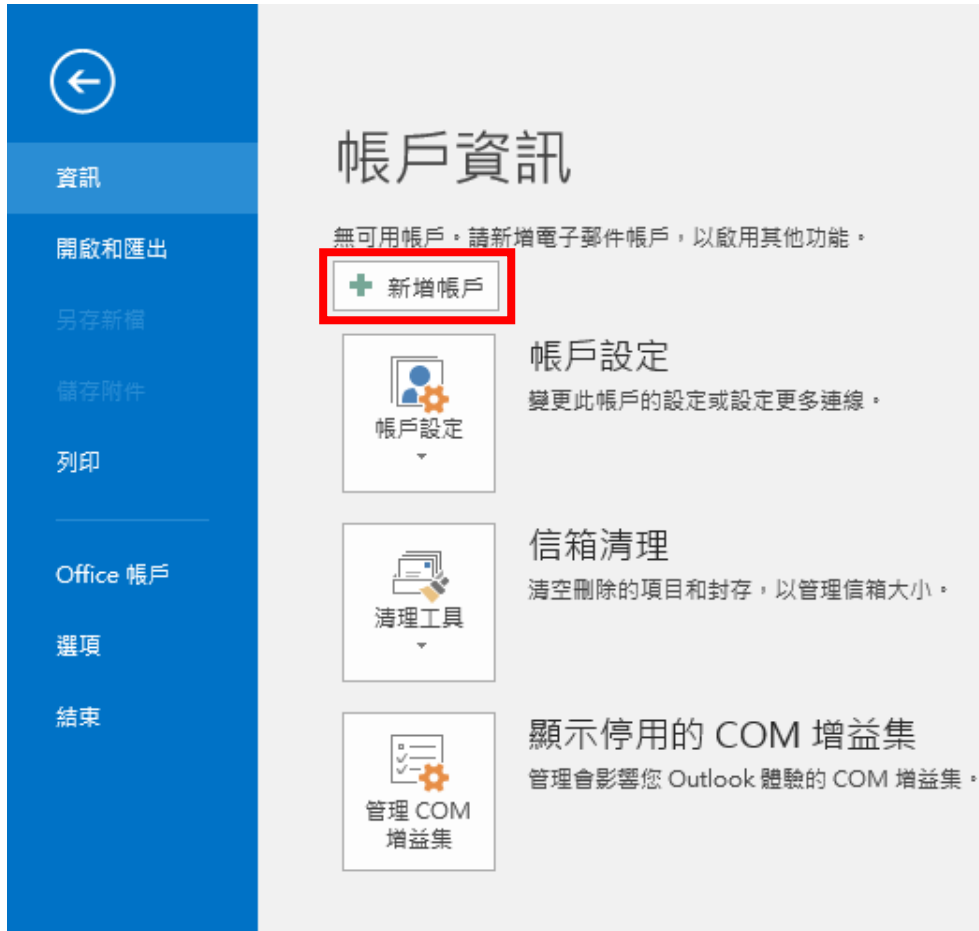 資訊
開啟和匯出
另存新檔
儲存附件
列印
Office 帳戶
選項
結束
帳戶資訊
無可用帳戶。請新增電子郵件帳戶，以啟用其他功能。
新增帳戶
帳戶設定
帳戶設定
變更此帳戶的設定或設定更多連線。
清理工具
信箱清理
清空刪除的項目和封存，以管理信箱大小。
管理 COM
增益集
顯示停用的 COM 增益集
管理會影響您 Outlook 體驗的 COM 增益集。